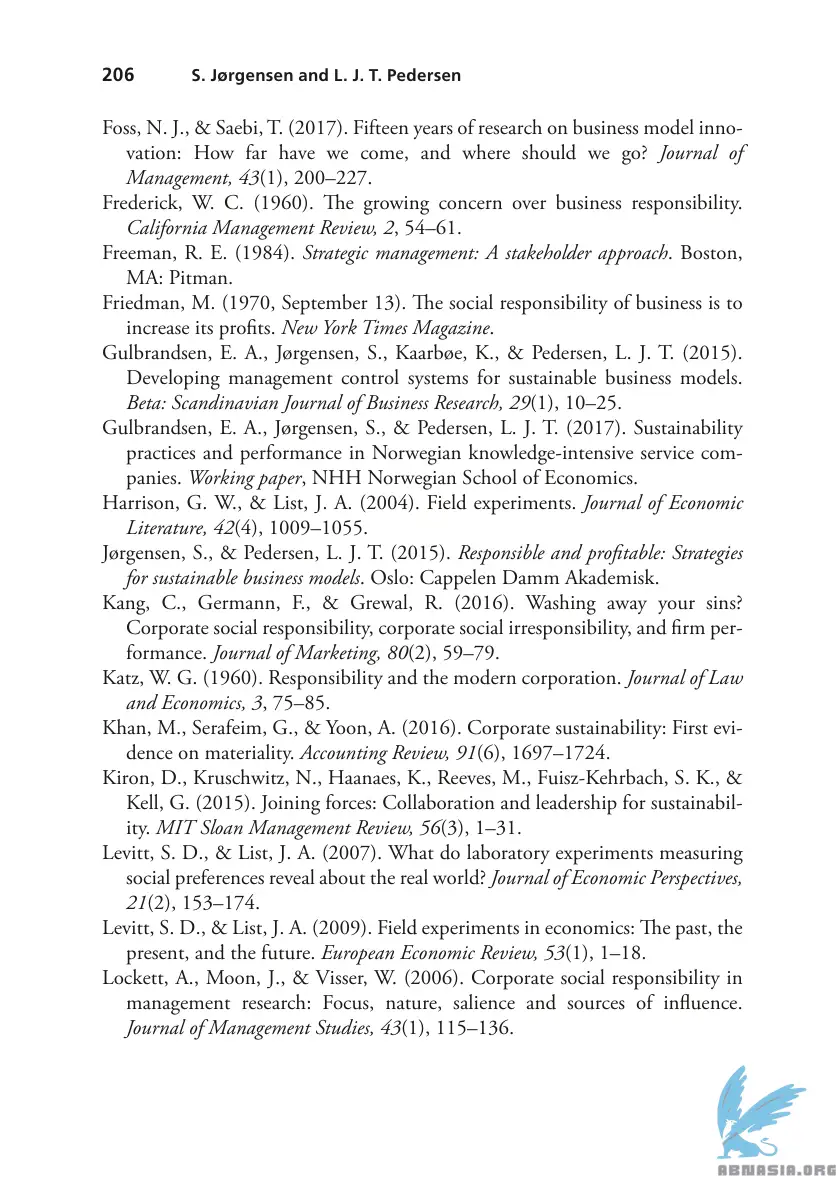 206 S. Jørgensen and L. J. T. Pedersen
Foss, N. J., & Saebi, T. (2017). Fifteen years of research on business model inno-
vation: How far have we come, and where should we go? Journal of
Management, 43(1), 200–227.
Frederick, W. C. (1960). The growing concern over business responsibility.
California Management Review, 2, 54–61.
Freeman, R. E. (1984). Strategic management: A stakeholder approach. Boston,
MA: Pitman.
Friedman, M. (1970, September 13). The social responsibility of business is to
increase its profits. New York Times Magazine.
Gulbrandsen, E. A., Jørgensen, S., Kaarbøe, K., & Pedersen, L. J. T. (2015).
Developing management control systems for sustainable business models.
Beta: Scandinavian Journal of Business Research, 29(1), 10–25.
Gulbrandsen, E. A., Jørgensen, S., & Pedersen, L. J. T. (2017). Sustainability
practices and performance in Norwegian knowledge-intensive service com-
panies. Working paper, NHH Norwegian School of Economics.
Harrison, G. W., & List, J. A. (2004). Field experiments. Journal of Economic
Literature, 42(4), 1009–1055.
Jørgensen, S., & Pedersen, L. J. T. (2015). Responsible and profitable: Strategies
for sustainable business models. Oslo: Cappelen Damm Akademisk.
Kang, C., Germann, F., & Grewal, R. (2016). Washing away your sins?
Corporate social responsibility, corporate social irresponsibility, and firm per-
formance. Journal of Marketing, 80(2), 59–79.
Katz, W. G. (1960). Responsibility and the modern corporation. Journal of Law
and Economics, 3, 75–85.
Khan, M., Serafeim, G., & Yoon, A. (2016). Corporate sustainability: First evi-
dence on materiality. Accounting Review, 91(6), 1697–1724.
Kiron, D., Kruschwitz, N., Haanaes, K., Reeves, M., Fuisz-Kehrbach, S. K., &
Kell, G. (2015). Joining forces: Collaboration and leadership for sustainabil-
ity. MIT Sloan Management Review, 56(3), 1–31.
Levitt, S. D., & List, J. A. (2007). What do laboratory experiments measuring
social preferences reveal about the real world? Journal of Economic Perspectives,
21(2), 153–174.
Levitt, S. D., & List, J. A. (2009). Field experiments in economics: The past, the
present, and the future. European Economic Review, 53(1), 1–18.
Lockett, A., Moon, J., & Visser, W. (2006). Corporate social responsibility in
management research: Focus, nature, salience and sources of influence.
Journal of Management Studies, 43(1), 115–136.
ABNASIA.ORG